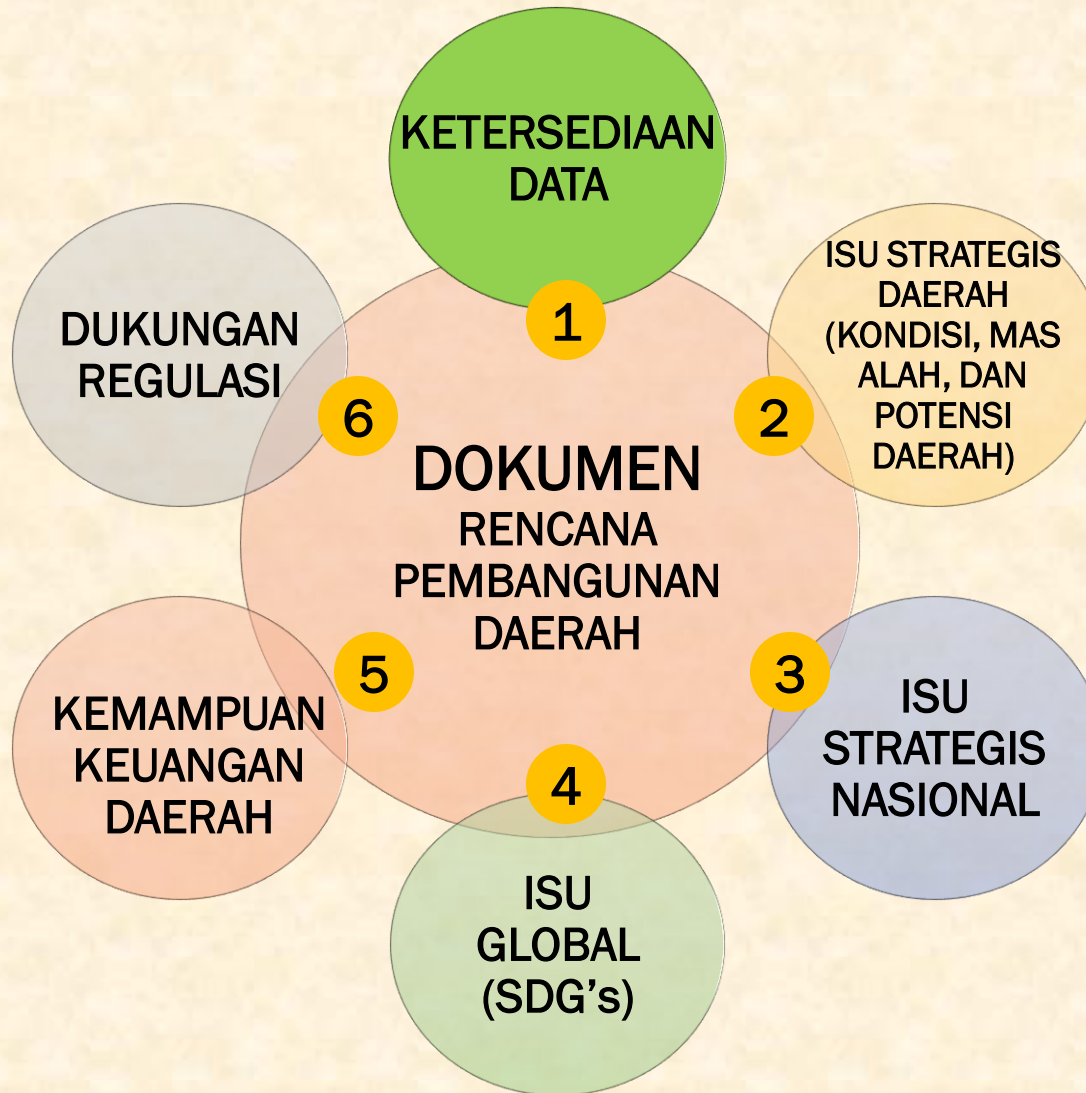 KETERSEDIAAN
DATA
1
ISU STRATEGIS
DAERAH
(KONDISI, MAS
ALAH, DAN
POTENSI
DAERAH)
2
ISU
STRATEGIS
NASIONAL
3
ISU
GLOBAL
(SDG’s)
4
KEMAMPUAN
KEUANGAN
DAERAH
5
DUKUNGAN
REGULASI
6
DOKUMEN
RENCANA
PEMBANGUNAN
DAERAH